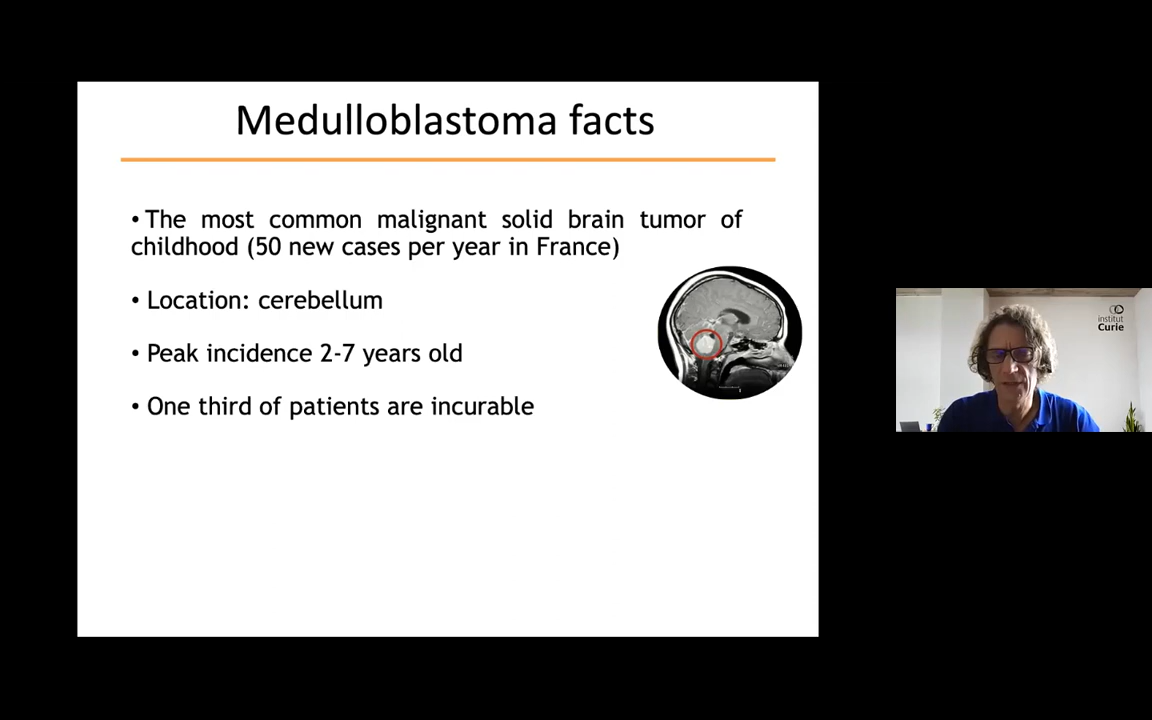 Medulloblastoma facts
• The most common malignant solid brain tumor of
childhood (50 new cases per year in France)
• Location: cerebellum
• Peak incidence 2-7 years old
• One third of patients are incurable
institut
Curie